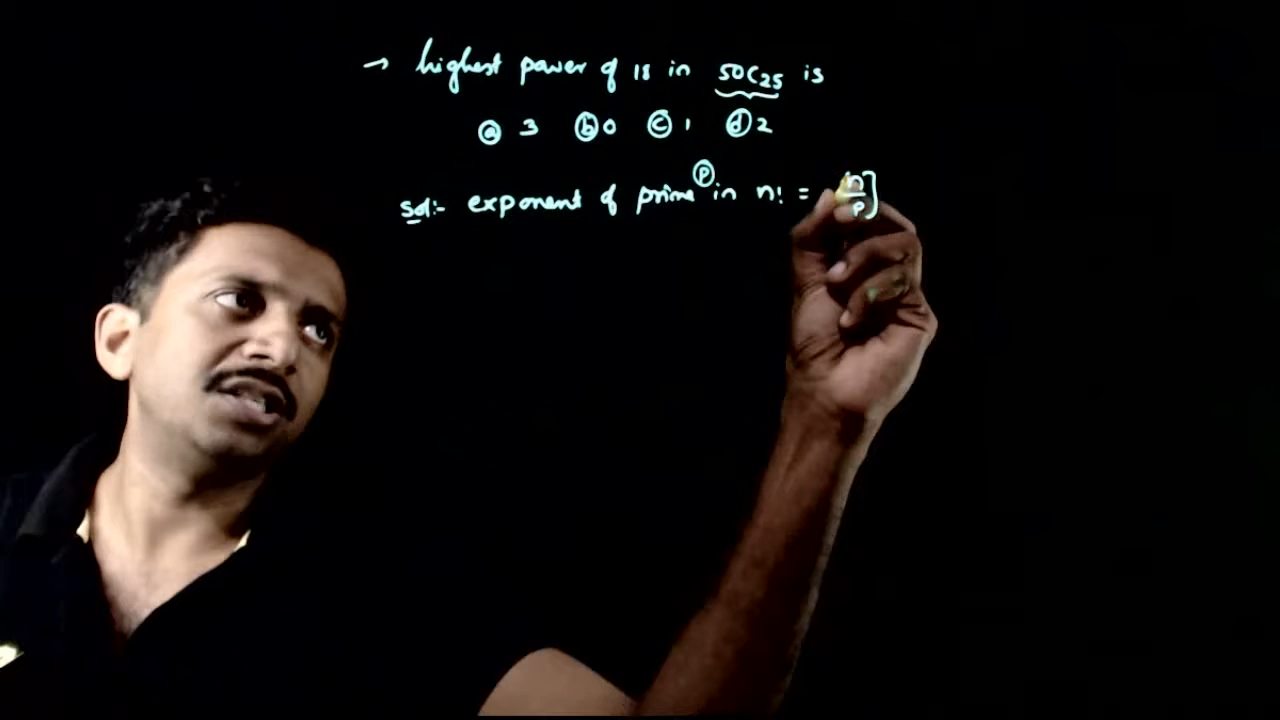 → highest power of 18 in 50C25 is
ⓐ 3 ⓑ 0 ⓒ 1 ⓓ 2
Sol:- exponent of prime ⓟ in n! = [n/p]